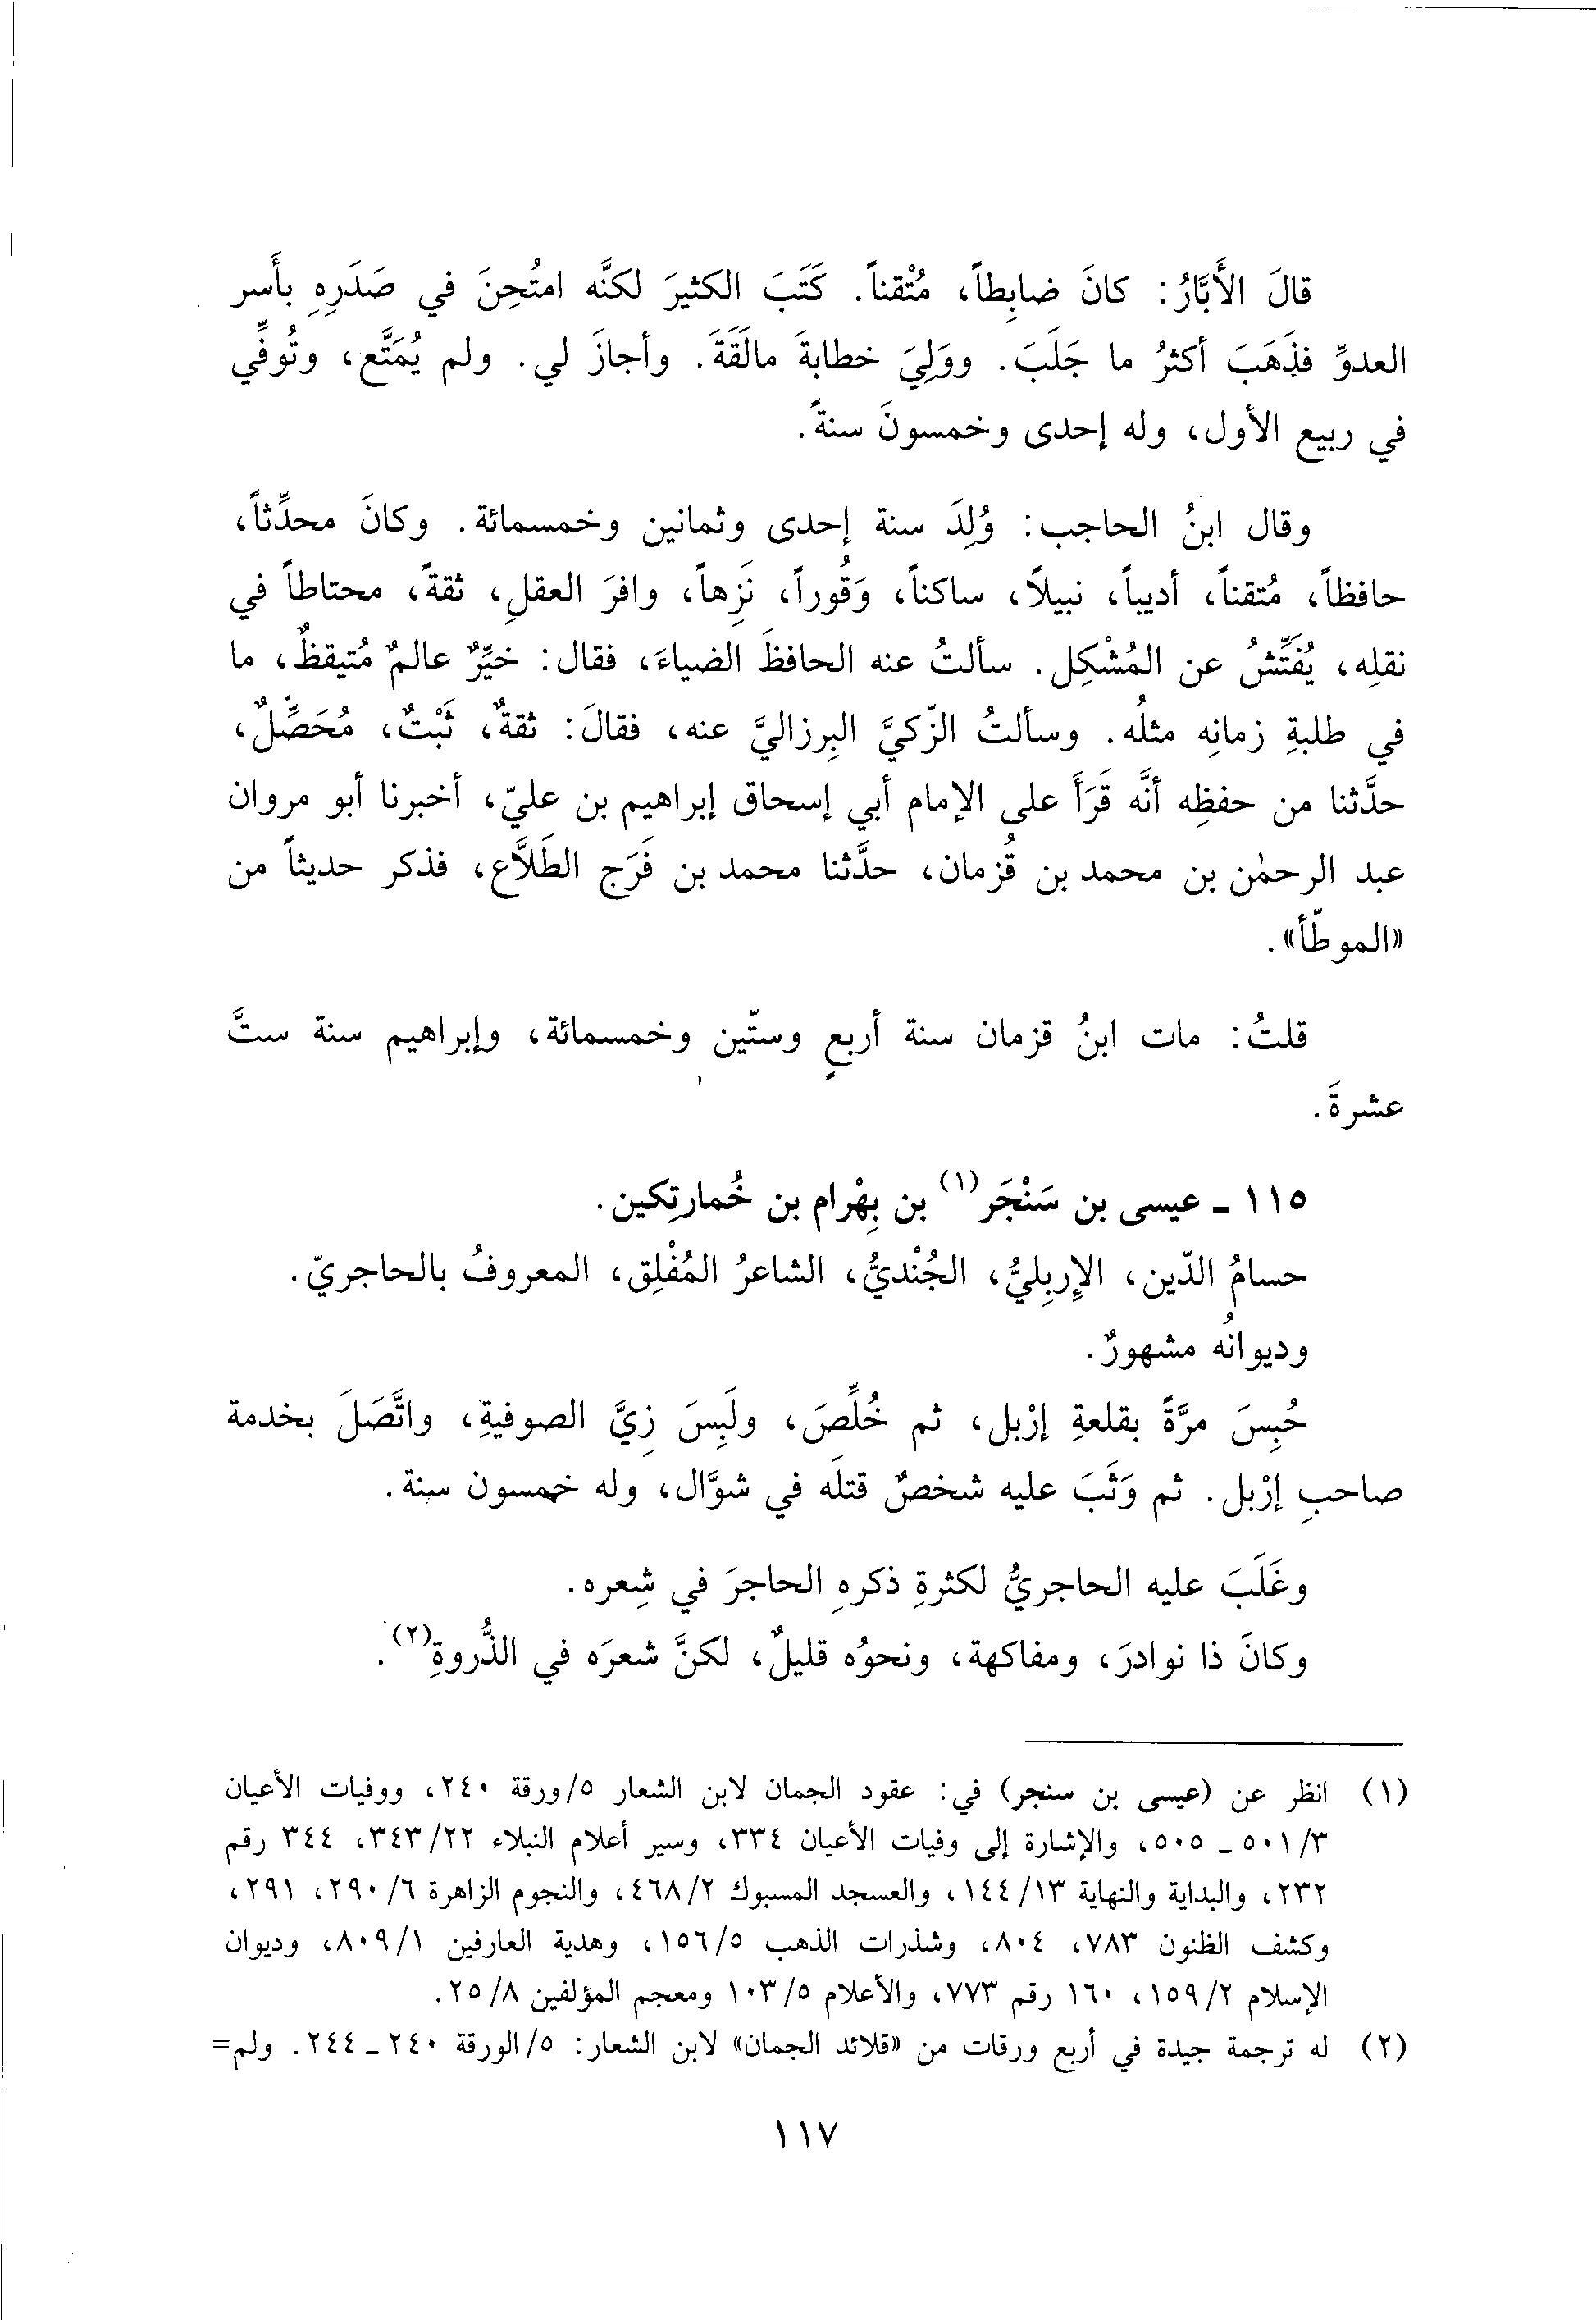 قالَ الأَبَّارُ: كانَ ضابِطاً، مُتْقناً. كَتَبَ الكثيرَ لكنَّه امتُحِنَ في صَدَرِهِ بأَسر
العدوِّ فذَهَبَ أكثرُ ما جَلَبَ. ووَلِيَ خطابةَ مالَقَةَ. وأجازَ لي. ولم يُمَتَّع، وتُوفِّي
في ربيع الأول، وله إحدى وخمسونَ سنةً.
وقال ابنُ الحاجب: وُلِدَ سنة إحدى وثمانين وخمسمائة. وكانَ محدِّثاً،
حافظاً، مُتقناً، أديباً، نبيلاً، ساكناً، وَقُوراً، نَزِهاً، وافرَ العقلِ، ثقةً، محتاطاً في
نقلِه، يُفَتِّشُ عن المُشْكِل. سألتُ عنه الحافظَ الضياءَ، فقال: خيِّرٌ عالمٌ مُتيقظٌ، ما
في طلبةِ زمانِه مثلُه. وسألتُ الزّكيَّ البِرزاليَّ عنه، فقالَ: ثقةٌ، ثَبْتٌ، مُحَصِّلٌ،
حدَّثنا من حفظِه أنَّه قَرَأَ على الإمام أبي إسحاق إبراهيم بن عليّ، أخبرنا أبو مروان
عبد الرحمٰن بن محمد بن قُزمان، حدَّثنا محمد بن فَرَج الطَلاَّع، فذكر حديثاً من
«الموطّأ».
قلتُ: مات ابنُ قزمان سنة أربعٍ وستّين وخمسمائة، وإبراهيم سنة ستَّ
عشرةَ.
١١٥ ـ عيسى بن سَنْجَر(١) بن بِهْرام بن خُمارتِكين.
حسامُ الدّين، الإِربِليُّ، الجُنْديُّ، الشاعرُ المُفْلِق، المعروفُ بالحاجريّ.
وديوانُه مشهورٌ.
حُبِسَ مرَّةً بقلعةِ إرْبل، ثم خُلِّصَ، ولَبِسَ زِيَّ الصوفيةِ، واتَّصَلَ بخدمة
صاحبِ إرْبل. ثم وَثَبَ عليه شخصٌ قتلَه في شوَّال، وله خمسون سنة.
وغَلَبَ عليه الحاجريُّ لكثرةِ ذكرهِ الحاجرَ في شِعره.
وكانَ ذا نوادرَ، ومفاكهة، ونحوُه قليلٌ، لكنَّ شعرَه في الذُّروةِ(٢).
(١) انظر عن (عيسى بن سنجر) في: عقود الجمان لابن الشعار ٥/ورقة ٢٤٠، ووفيات الأعيان
٣/٥٠١ ـ ٥٠٥، والإشارة إلى وفيات الأعيان ٣٣٤، وسير أعلام النبلاء ٢٢/٣٤٣، ٣٤٤ رقم
٢٣٢، والبداية والنهاية ١٣/١٤٤، والعسجد المسبوك ٢/٤٦٨، والنجوم الزاهرة ٦/٢٩٠، ٢٩١،
وكشف الظنون ٧٨٣، ٨٠٤، وشذرات الذهب ٥/١٥٦، وهدية العارفين ١/٨٠٩، وديوان
الإسلام ٢/١٥٩، ١٦٠ رقم ٧٧٣، والأعلام ٥/١٠٣ ومعجم المؤلفين ٨/٢٥.
(٢) له ترجمة جيدة في أربع ورقات من «قلائد الجمان» لابن الشعار: ٥/الورقة ٢٤٠ ـ ٢٤٤. ولم=
١١٧